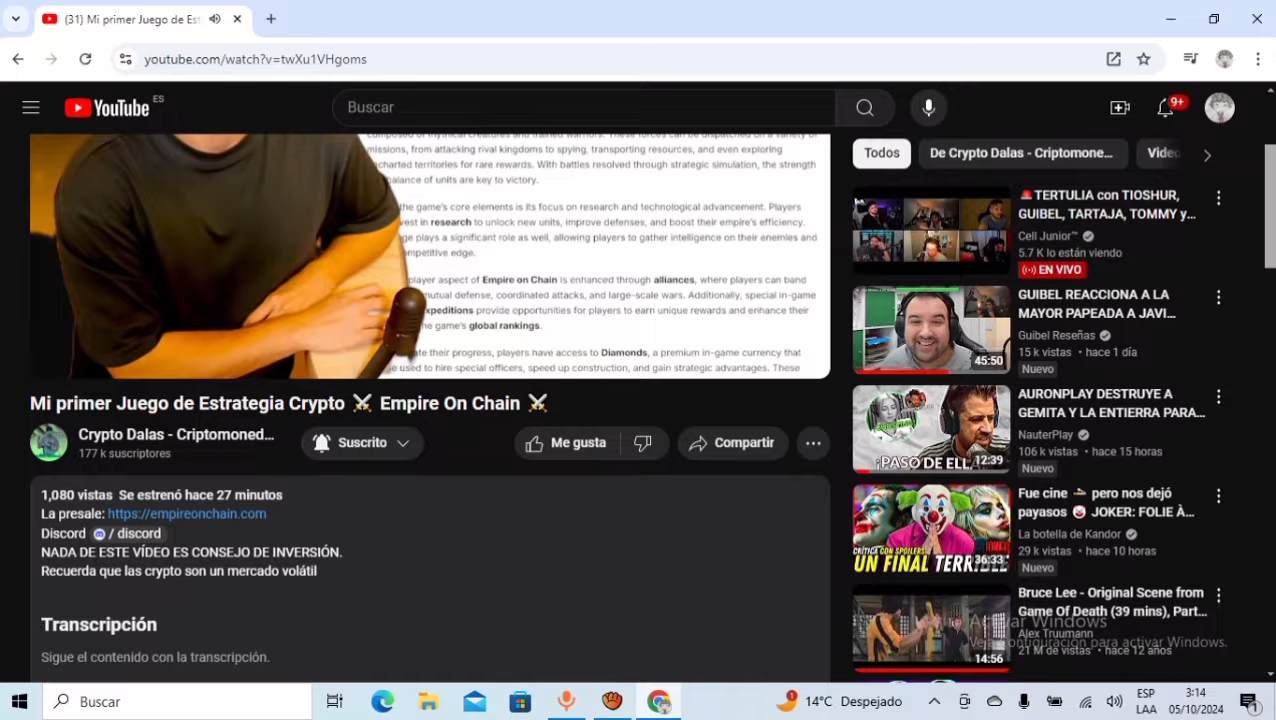 (31) Mi primer Juego de Est
youtube.com/watch?v=twXu1VHgoms
YouTube ES
Buscar
9+
composed of mythical creatures and trained warriors. These forces can be dispatched on a variety of
missions, from attacking rival kingdoms to spying, transporting resources, and even exploring
uncharted territories for rare rewards. With battles resolved through strategic simulation, the strength
balance of units are key to victory.
the game's core elements is its focus on research and technological advancement. Players
vest in research to unlock new units, improve defenses, and boost their empire's efficiency.
ge plays a significant role as well, allowing players to gather intelligence on their enemies and
ompetitive edge.
player aspect of Empire on Chain is enhanced through alliances, where players can band
mutual defense, coordinated attacks, and large-scale wars. Additionally, special in-game
xpeditions provide opportunities for players to earn unique rewards and enhance their
he game's global rankings.
ate their progress, players have access to Diamonds, a premium in-game currency that
e used to hire special officers, speed up construction, and gain strategic advantages. These
Mi primer Juego de Estrategia Crypto ⚔️ Empire On Chain ⚔️
Crypto Dalas - Criptomoned...
177 k suscriptores
Suscrito
Me gusta
Compartir
1,080 vistas Se estrenó hace 27 minutos
La presale: https://empireonchain.com
Discord / discord
NADA DE ESTE VÍDEO ES CONSEJO DE INVERSIÓN.
Recuerda que las crypto son un mercado volátil
Transcripción
Sigue el contenido con la transcripción.
Todos
De Crypto Dalas - Criptomone...
Video
🚨TERTULIA con TIOSHUR,
GUIBEL, TARTAJA, TOMMY y...
Cell Junior™
5.7 K lo están viendo
EN VIVO
45:50
GUIBEL REACCIONA A LA
MAYOR PAPEADA A JAVI...
Guibel Reseñas
15 k vistas • hace 1 día
Nuevo
¡PASO DE ELLA
12:39
AURONPLAY DESTRUYE A
GEMITA Y LA ENTIERRA PARA...
NauterPlay
106 k vistas • hace 15 horas
Nuevo
CRÍTICA CON SPOILERS
UN FINAL TERRIBLE
36:33
Fue cine 🚬 pero nos dejó
payasos 🤡 JOKER: FOLIE À...
La botella de Kandor
29 k vistas • hace 10 horas
Nuevo
14:56
Bruce Lee - Original Scene from
Game Of Death (39 mins), Part...
Alex Truumann
21 M de vistas • hace 12 años
Activar Windows
Ve a Configuración para activar Windows.
Buscar
1
14°C Despejado
ESP
LAA
3:14
05/10/2024
1